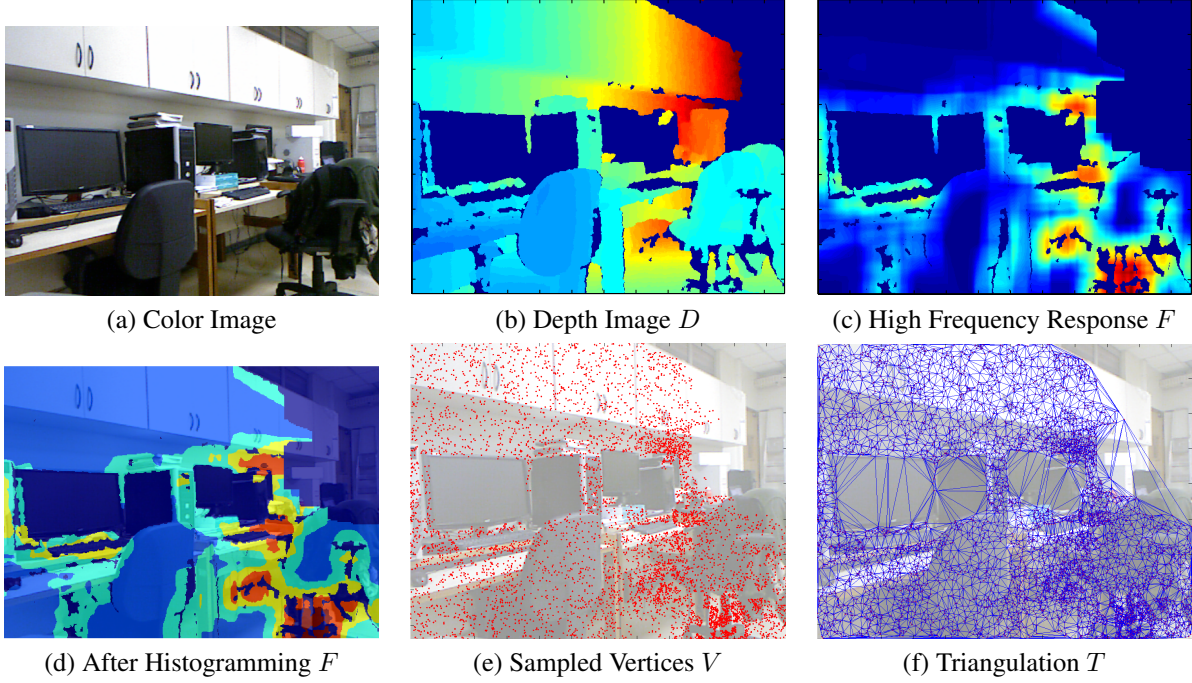 (a) Color Image
(b) Depth Image D
(c) High Frequency Response F
(d) After Histogramming F
(e) Sampled Vertices V
(f) Triangulation T